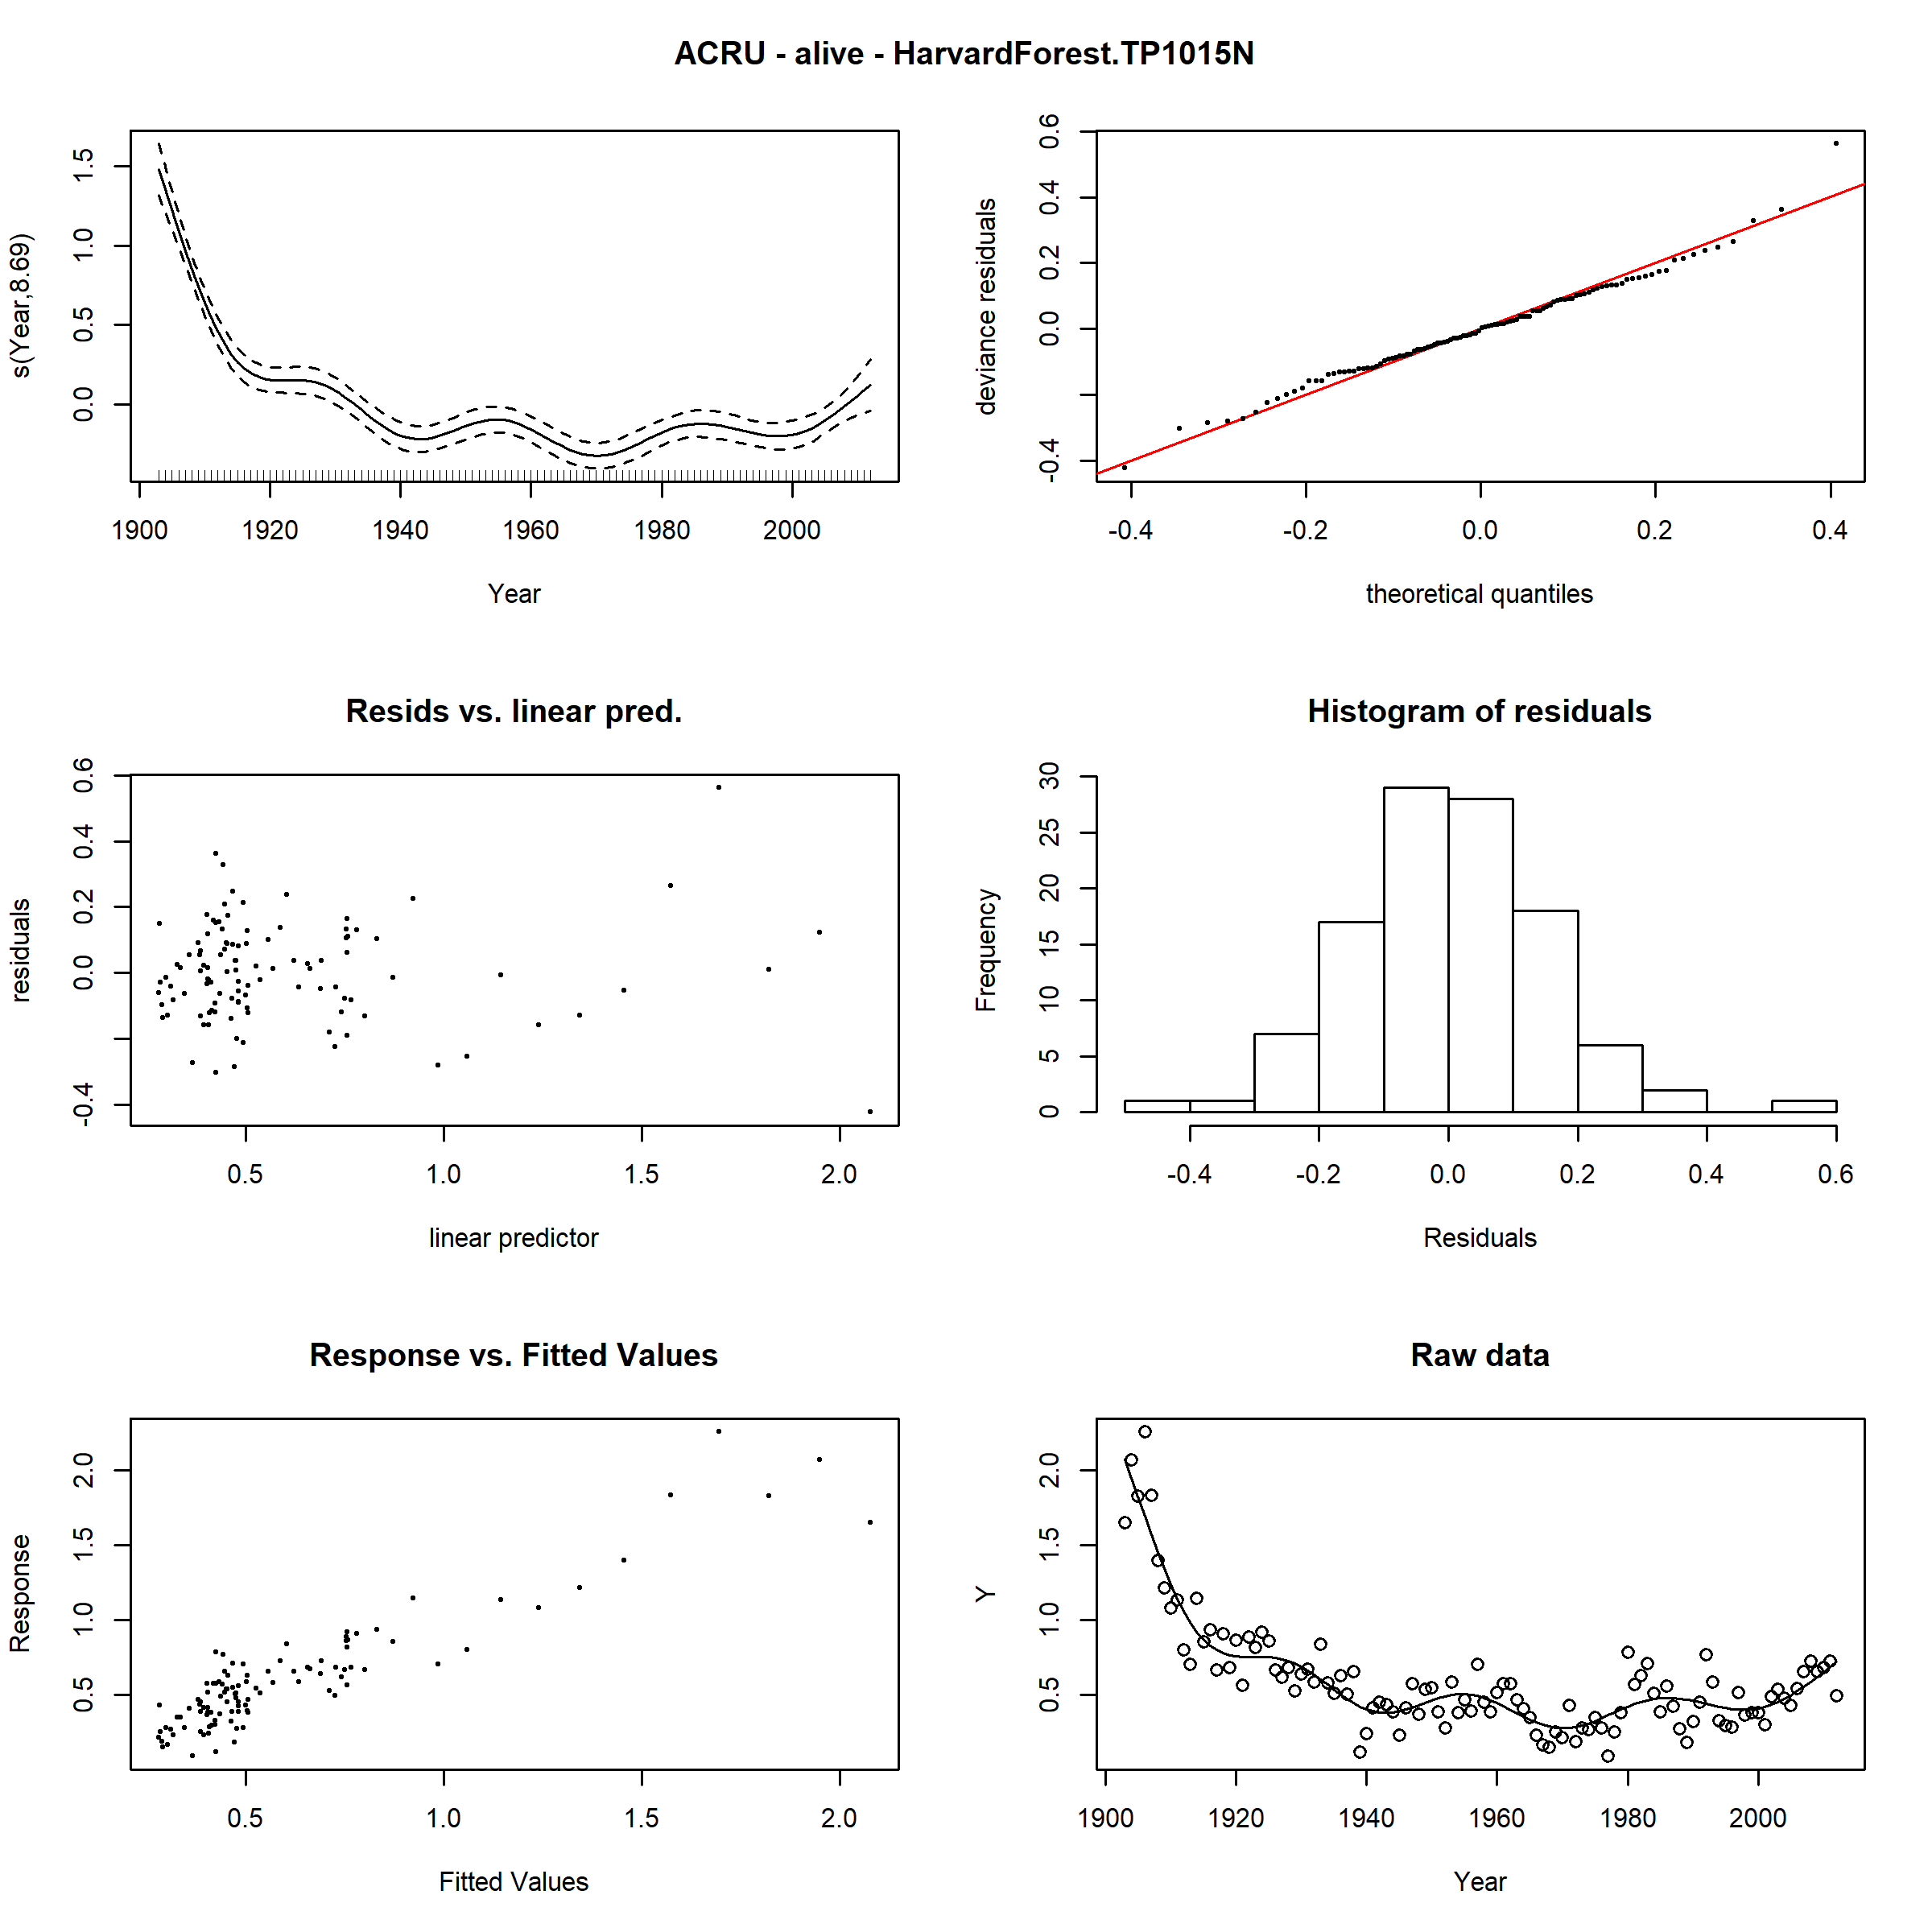 ACRU - alive - HarvardForest.TP1015N
s(Year,8.69)
1.5
1.0
0.5
0.0
1900 1920 1940 1960 1980 2000
Year
deviance residuals
0.6
0.4
0.2
0.0
-0.4
-0.4 -0.2 0.0 0.2 0.4
theoretical quantiles
Resids vs. linear pred.
residuals
0.6
0.4
0.2
0.0
-0.4
0.5 1.0 1.5 2.0
linear predictor
Histogram of residuals
Frequency
30
25
20
15
10
5
0
-0.4 -0.2 0.0 0.2 0.4 0.6
Residuals
Response vs. Fitted Values
Response
2.0
1.5
1.0
0.5
0.5 1.0 1.5 2.0
Fitted Values
Raw data
Y
2.0
1.5
1.0
0.5
1900 1920 1940 1960 1980 2000
Year